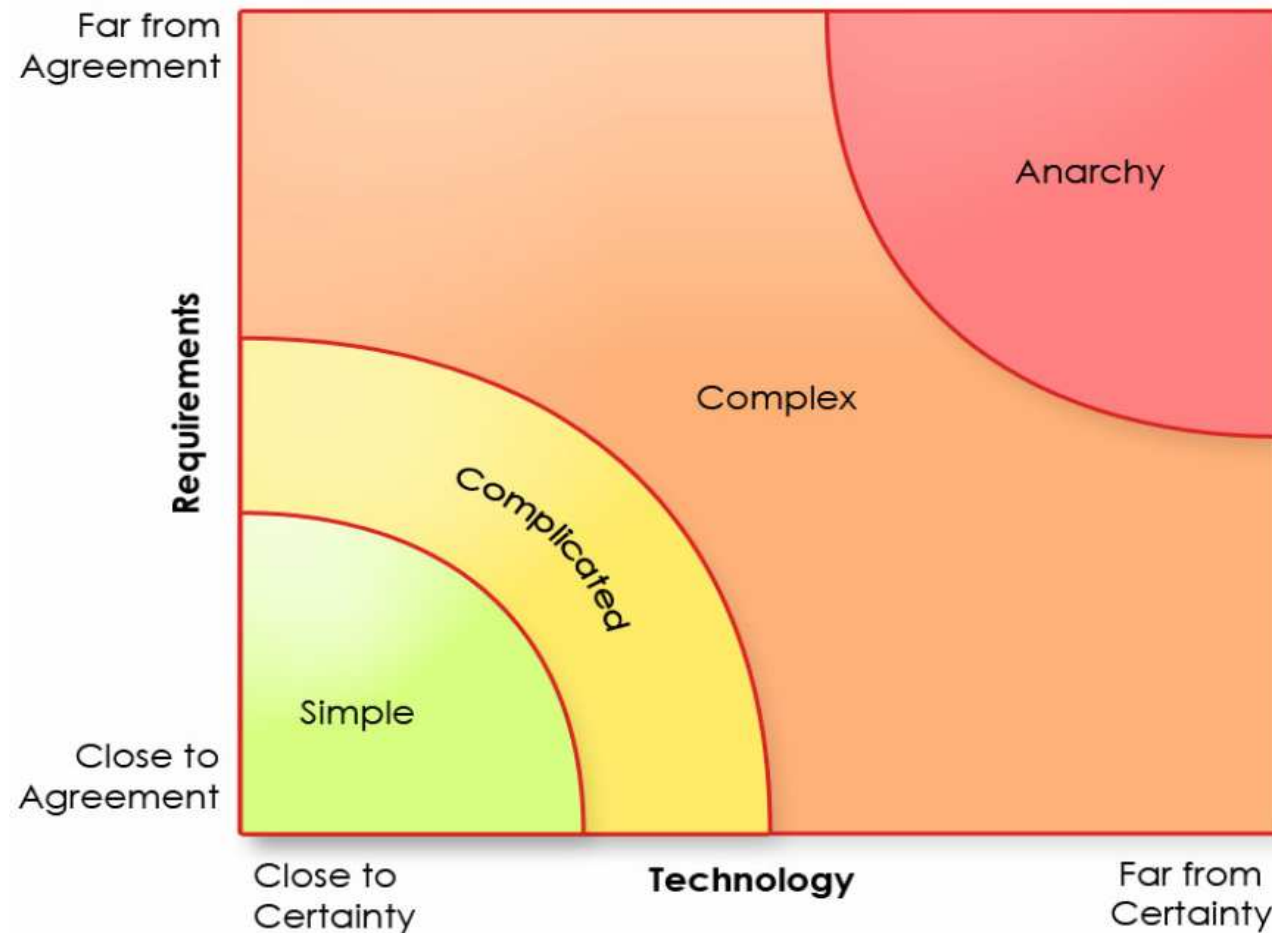 Far from
Agreement
Anarchy
Requirements
Complex
Complicated
Simple
Close to
Agreement
Close to
Certainty
Technology
Far from
Certainty